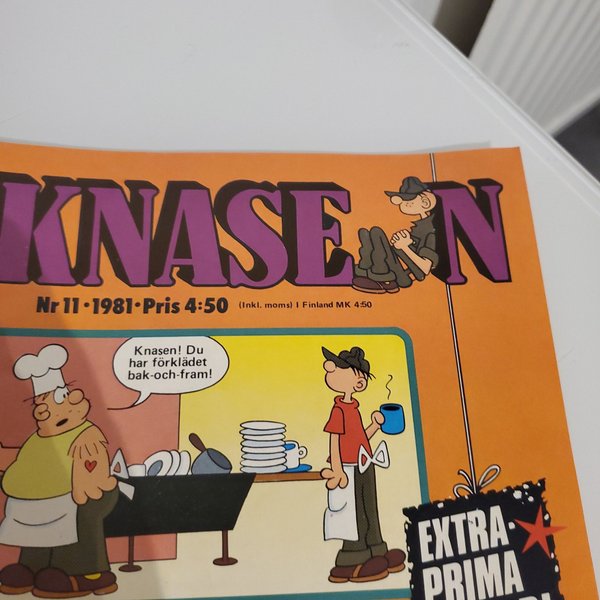 KNASEN
Nr 11 • 1981 • Pris 4:50 (Inkl. moms) I Finland MK 4:50
Knasen! Du
har förklädet
bak-och-fram!
EXTRA-
PRIMA